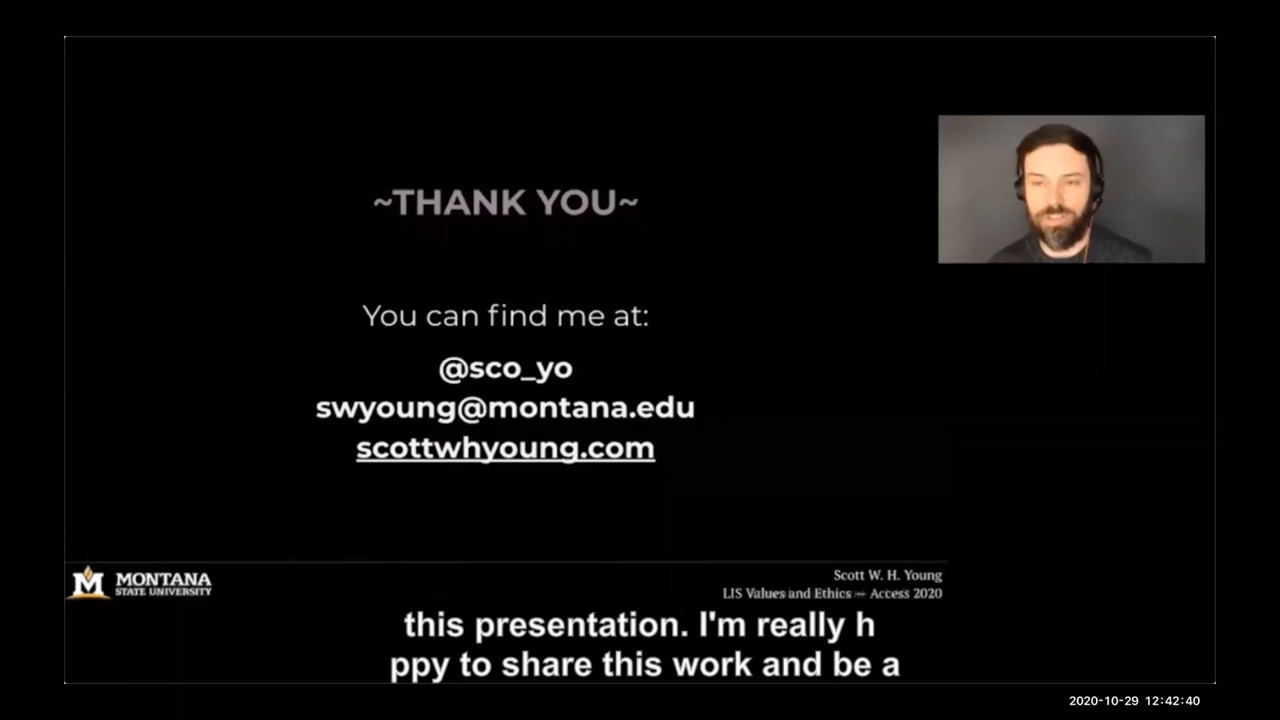 ~THANK YOU~
You can find me at:
@sco_yo
swyoung@montana.edu
scottwhyoung.com
M MONTANA
STATE UNIVERSITY
Scott W. H. Young
LIS Values and Ethics — Access 2020
this presentation. I'm really h
ppy to share this work and be a
2020-10-29 12:42:40